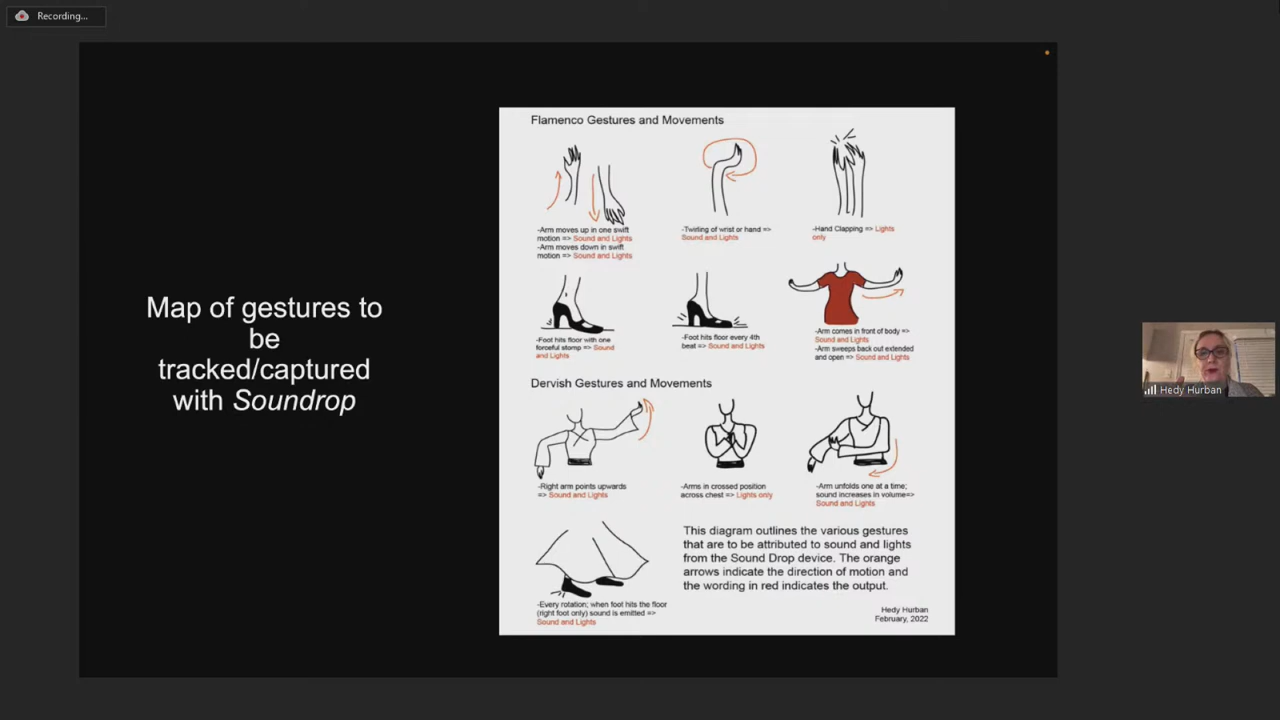 Recording...
Map of gestures to
be
tracked/captured
with Soundrop
Flamenco Gestures and Movements
-Arm moves up in one swift
motion => Sound and Lights
-Arm moves down in swift
motion => Sound and Lights
-Twirling of wrist or hand =>
Sound and Lights
-Hand Clapping => Lights
only
-Foot hits floor with one
forceful stomp => Sound
and Lights
-Foot hits floor every 4th
beat => Sound and Lights
-Arm comes in front of body =>
Sound and Lights
-Arm sweeps back out extended
and open => Sound and Lights
Dervish Gestures and Movements
-Right arm points upwards
=> Sound and Lights
-Arms in crossed position
across chest => Lights only
-Arm unfolds one at a time;
sound increases in volume=>
Sound and Lights
-Every rotation; when foot hits the floor
(right foot only) sound is emitted =>
Sound and Lights
This diagram outlines the various gestures
that are to be attributed to sound and lights
from the Sound Drop device. The orange
arrows indicate the direction of motion and
the wording in red indicates the output.
Hedy Hurban
February, 2022
Hedy Hurban